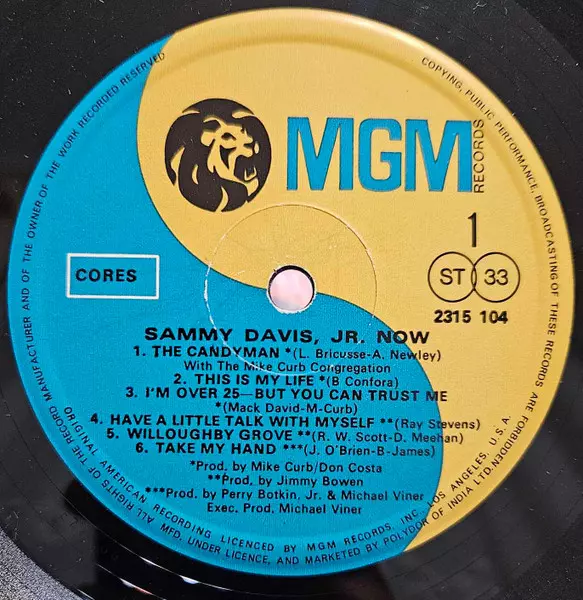 MGM
RECORDS
1
CORES
ST 33
2315 104
SAMMY DAVIS, JR. NOW
1. THE CANDYMAN *(L. Bricusse-A. Newley)
With The Mike Curb Congregation
2. THIS IS MY LIFE *(B Confora)
3. I'M OVER 25—BUT YOU CAN TRUST ME
*(Mack David-M-Curb)
4. HAVE A LITTLE TALK WITH MYSELF **(Ray Stevens)
5. WILLOUGHBY GROVE **(R. W. Scott-D. Meehan)
6. TAKE MY HAND ***(J. O'Brien-B-James)
*Prod. by Mike Curb/Don Costa
**Prod. by Jimmy Bowen
***Prod. by Perry Botkin, Jr. & Michael Viner
Exec. Prod. Michael Viner
ALL RIGHTS OF THE RECORD MANUFACTURER AND OF THE OWNER OF THE WORK RECORDED RESERVED
COPYING, PUBLIC PERFORMANCE, BROADCASTING OF THESE RECORDS ARE FORBIDDEN
ORIGINAL AMERICAN RECORDING LICENCED BY MGM RECORDS, INC. LOS ANGELES, U.S.A.
ALL MFD. UNDER LICENCE, AND MARKETED BY POLYDOR OF INDIA LTD.